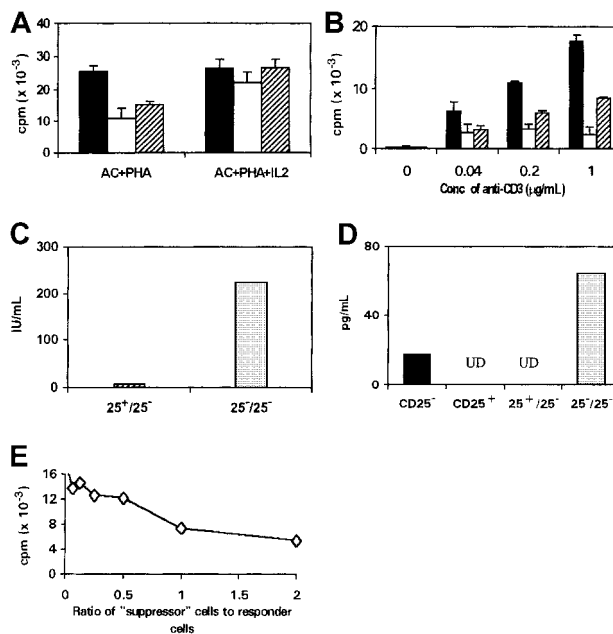 A
cpm (x 10⁻³)
40
30
20
10
0
AC+PHA
AC+PHA+IL2
B
cpm (x 10⁻³)
20
10
0
0
0.04
0.2
1
Conc of anti-CD3 (μg/mL)
C
IU/mL
300
200
100
0
25⁺/25⁻
25⁻/25⁻
D
pg/mL
80
40
0
UD
UD
CD25⁻
CD25⁺
25⁺/25⁻
25⁻/25⁻
E
cpm (x 10⁻³)
16
12
8
4
0
0
0.5
1
1.5
2
Ratio of "suppressor" cells to responder
cells